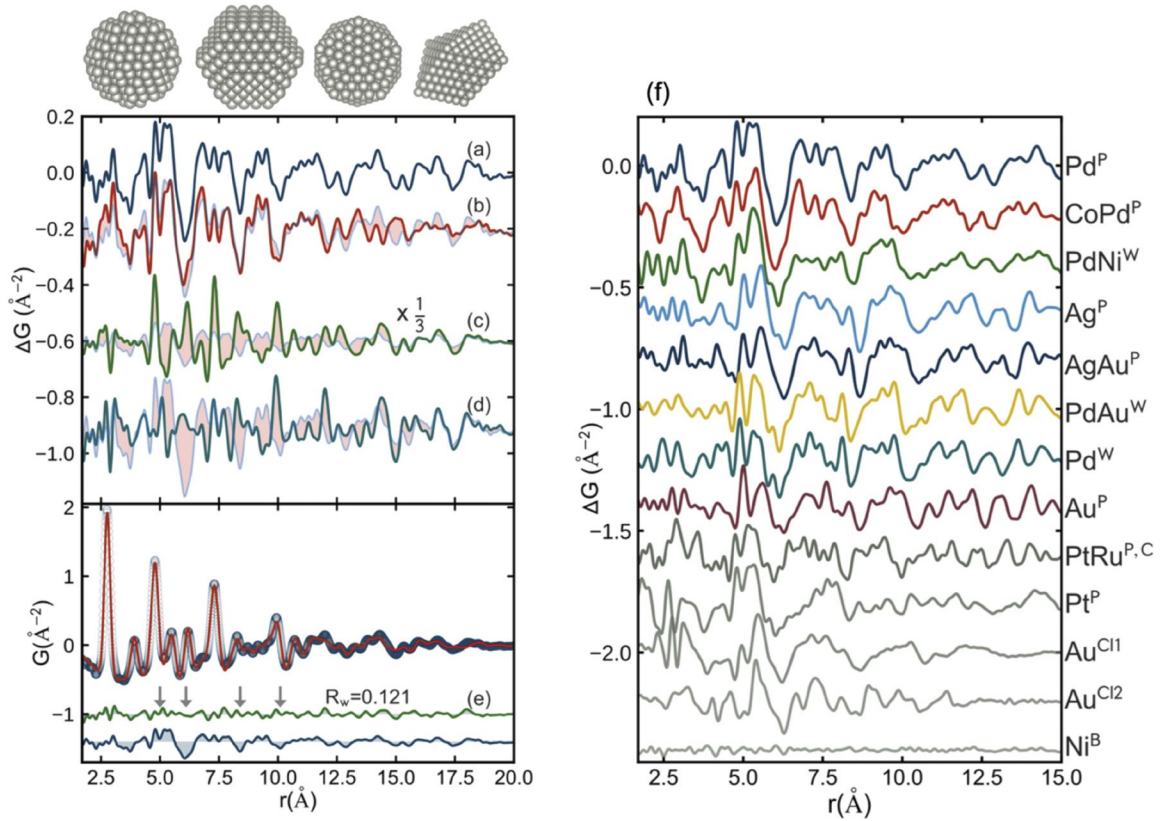 (f)
0.2
0.0
−0.2
−0.4
−0.6
−0.8
−1.0
ΔG (Å⁻²)
(a)
(b)
x 1/3
(c)
(d)
2
1
0
−1
G(Å⁻²)
R_w=0.121
(e)
2.5 5.0 7.5 10.0 12.5 15.0 17.5 20.0
r(Å)
0.0
−0.5
−1.0
−1.5
−2.0
ΔG (Å⁻²)
Pd^P
CoPd^P
PdNi^W
Ag^P
AgAu^P
PdAu^W
Pd^W
Au^P
PtRu^P, C
Pt^P
Au^Cl1
Au^Cl2
Ni^B
2.5 5.0 7.5 10.0 12.5 15.0
r(Å)